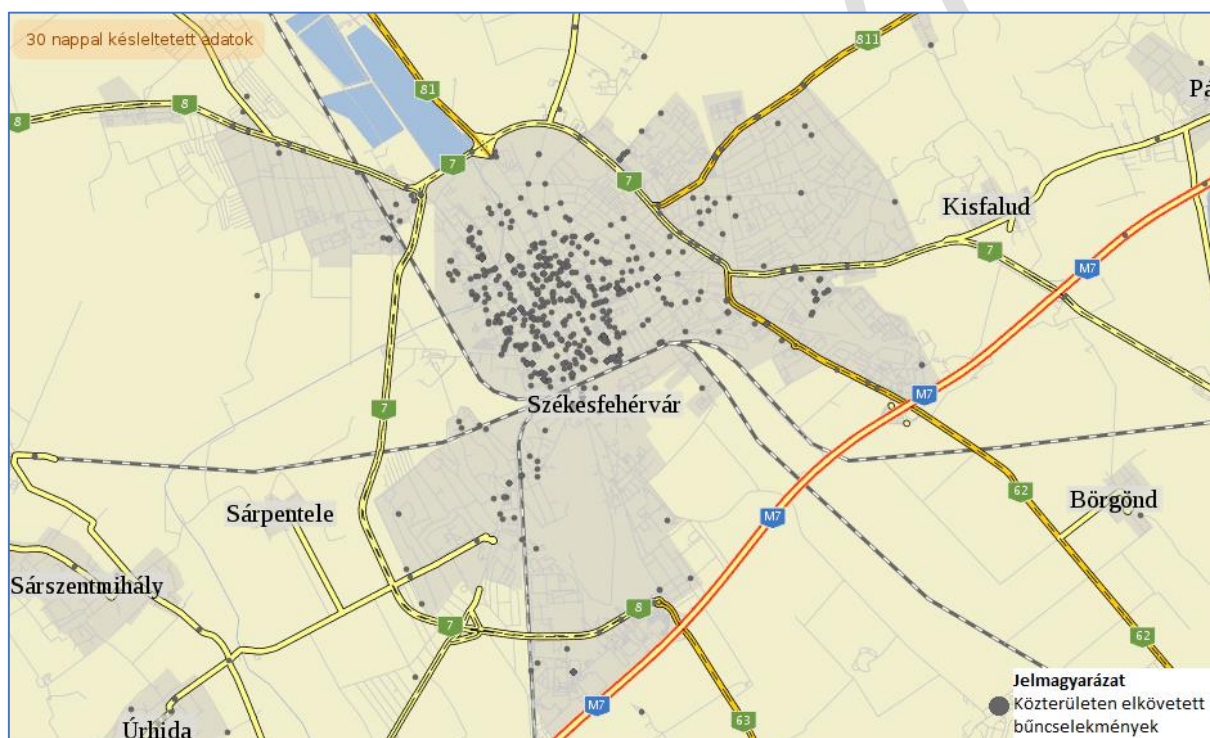 30 nappal késleltetett adatok
811
Pá
81
8
8
7
7
Kisfalud
7
M7
M7
Székesfehérvár
7
62
Börgönd
Sárpentele
M7
Sárszentmihály
8
7
62
Jelmagyarázat
Közterületen elkövetett
bűncselekmények
M7
63
Úrhida